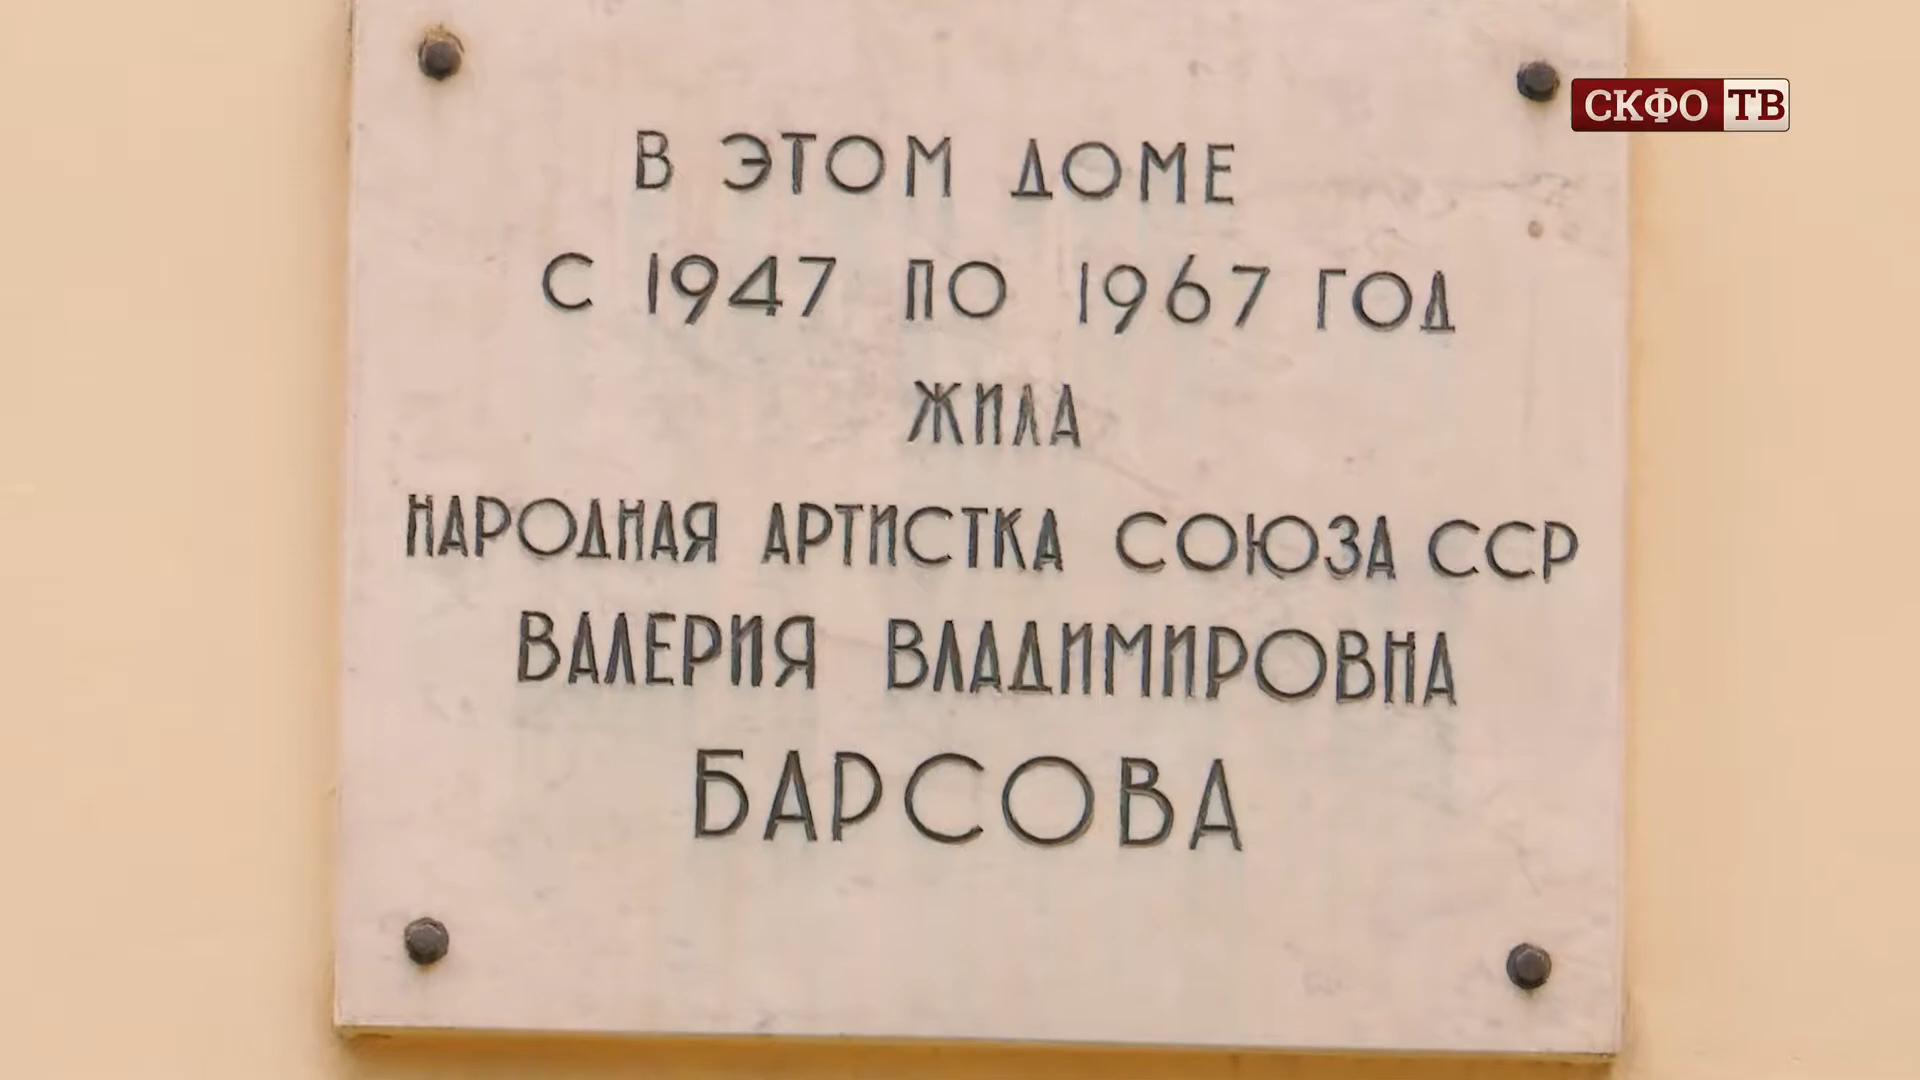 СКФО ТВ
В ЭТОМ ДОМЕ
С 1947 ПО 1967 ГОД
ЖИЛА
НАРОДНАЯ АРТИСТКА СОЮЗА ССР
ВАЛЕРИЯ ВЛАДИМИРОВНА
БАРСОВА